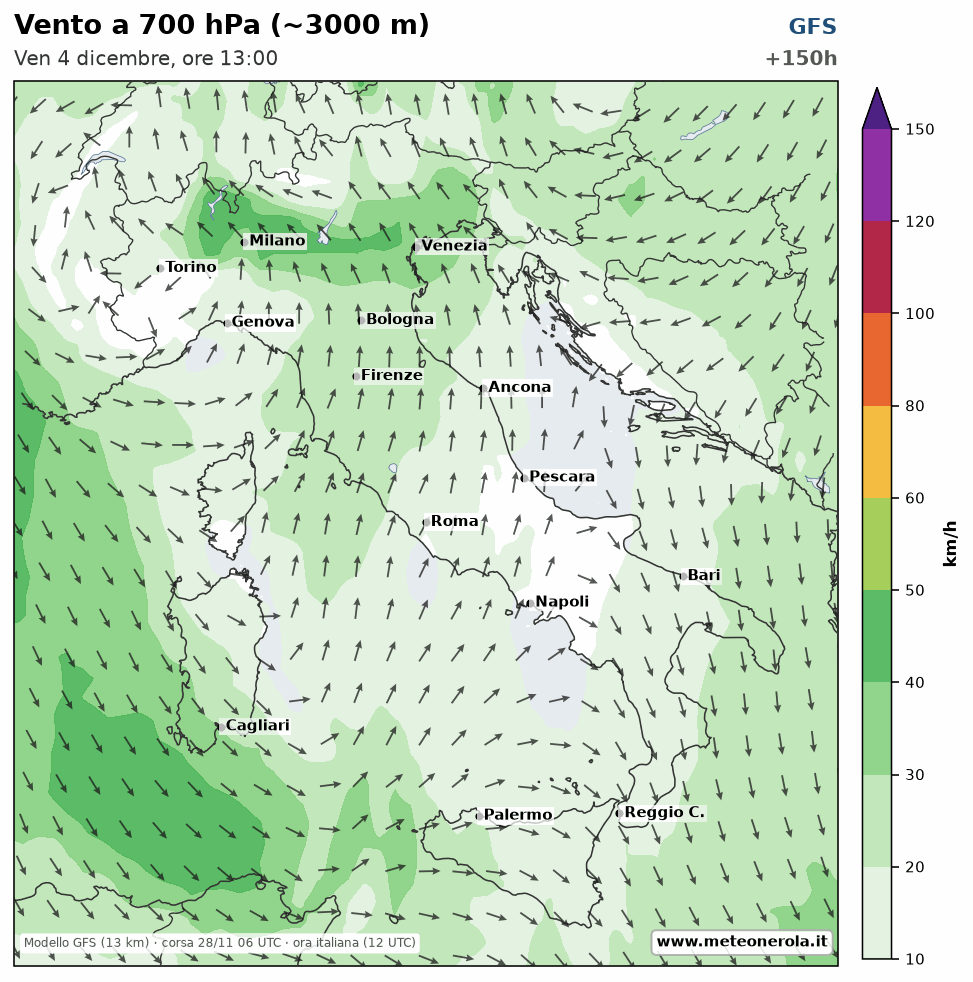 Vento a 700 hPa (~3000 m)
GFS
Ven 4 dicembre, ore 13:00
+150h
Milano
Venezia
Torino
Genova
Bologna
Firenze
Ancona
Pescara
Roma
Bari
Napoli
Cagliari
Palermo
Reggio C.
150
120
100
80
60
50
40
30
20
10
km/h
Modello GFS (13 km) · corsa 28/11 06 UTC · ora italiana (12 UTC)
www.meteonerola.it